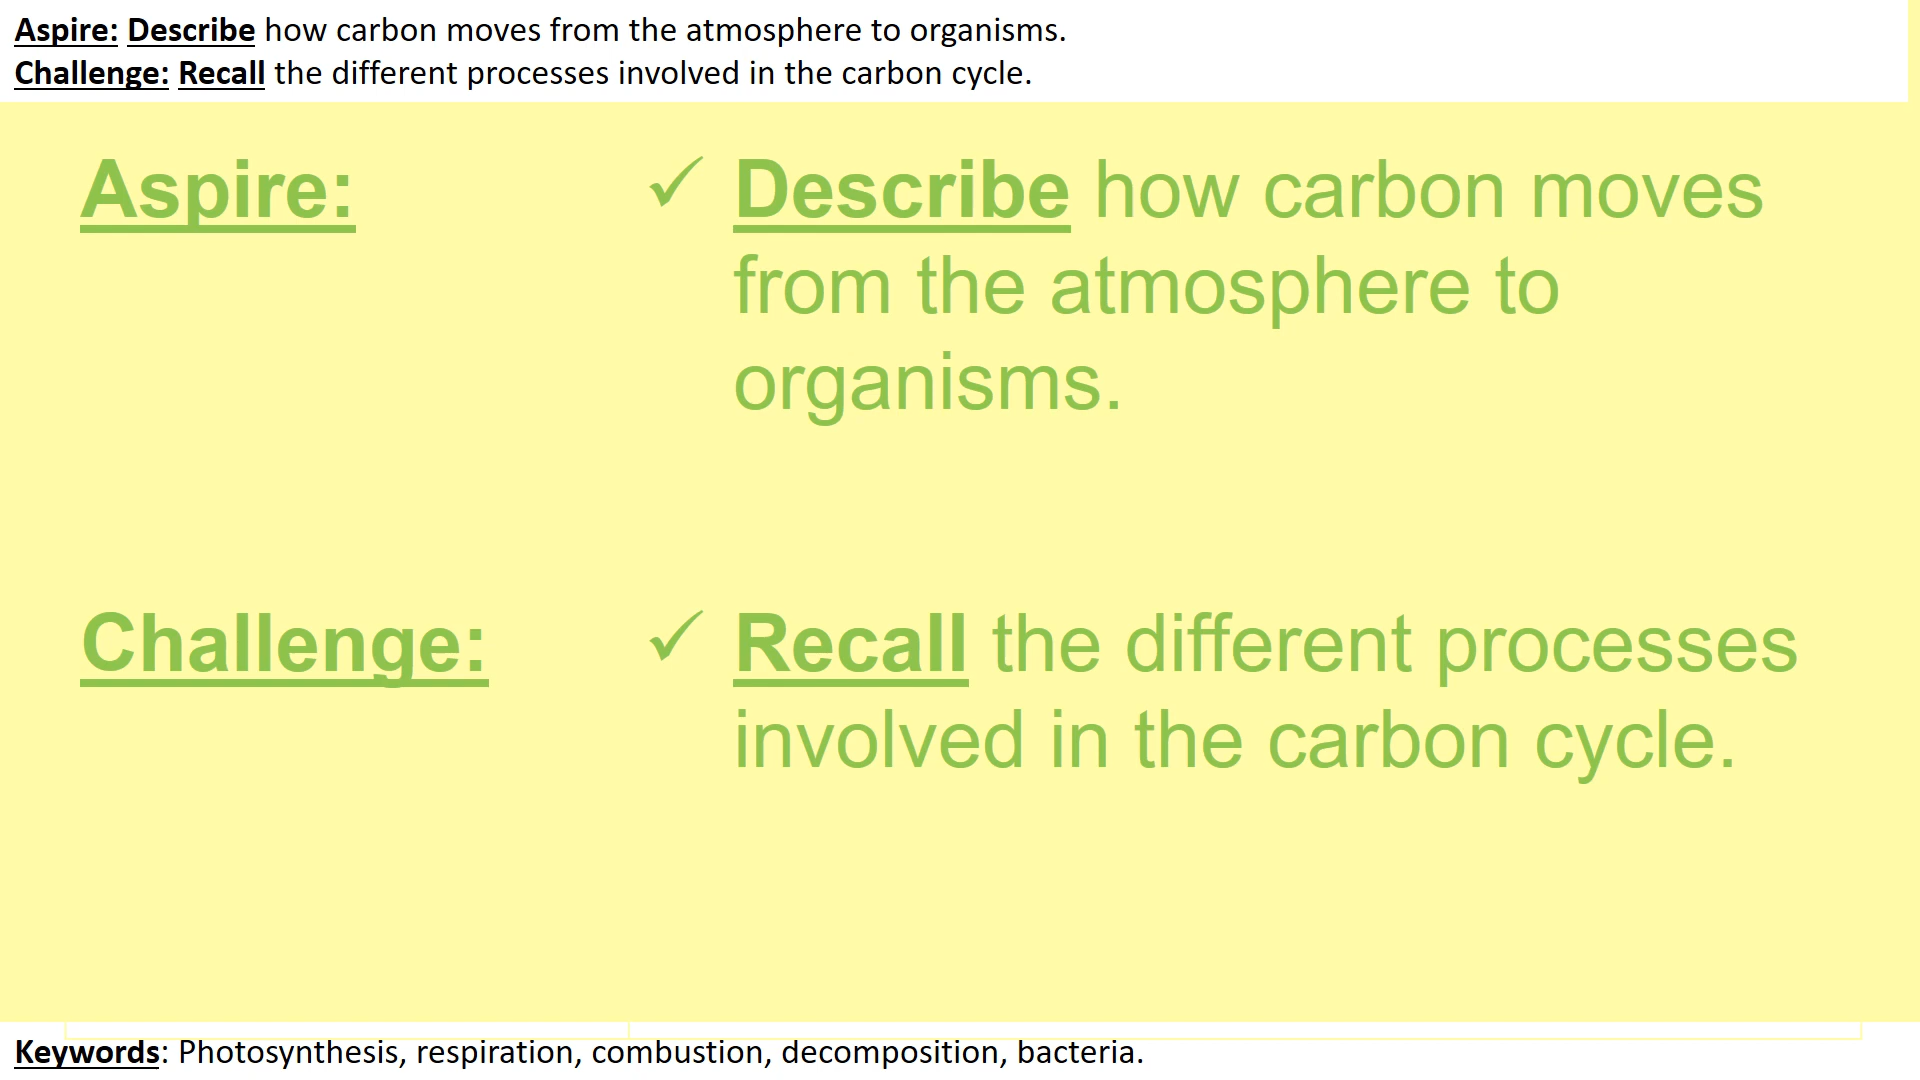 Aspire: Describe how carbon moves from the atmosphere to organisms.
Challenge: Recall the different processes involved in the carbon cycle.
Aspire:
✓ Describe how carbon moves
from the atmosphere to
organisms.
Challenge:
✓ Recall the different processes
involved in the carbon cycle.
Keywords: Photosynthesis, respiration, combustion, decomposition, bacteria.